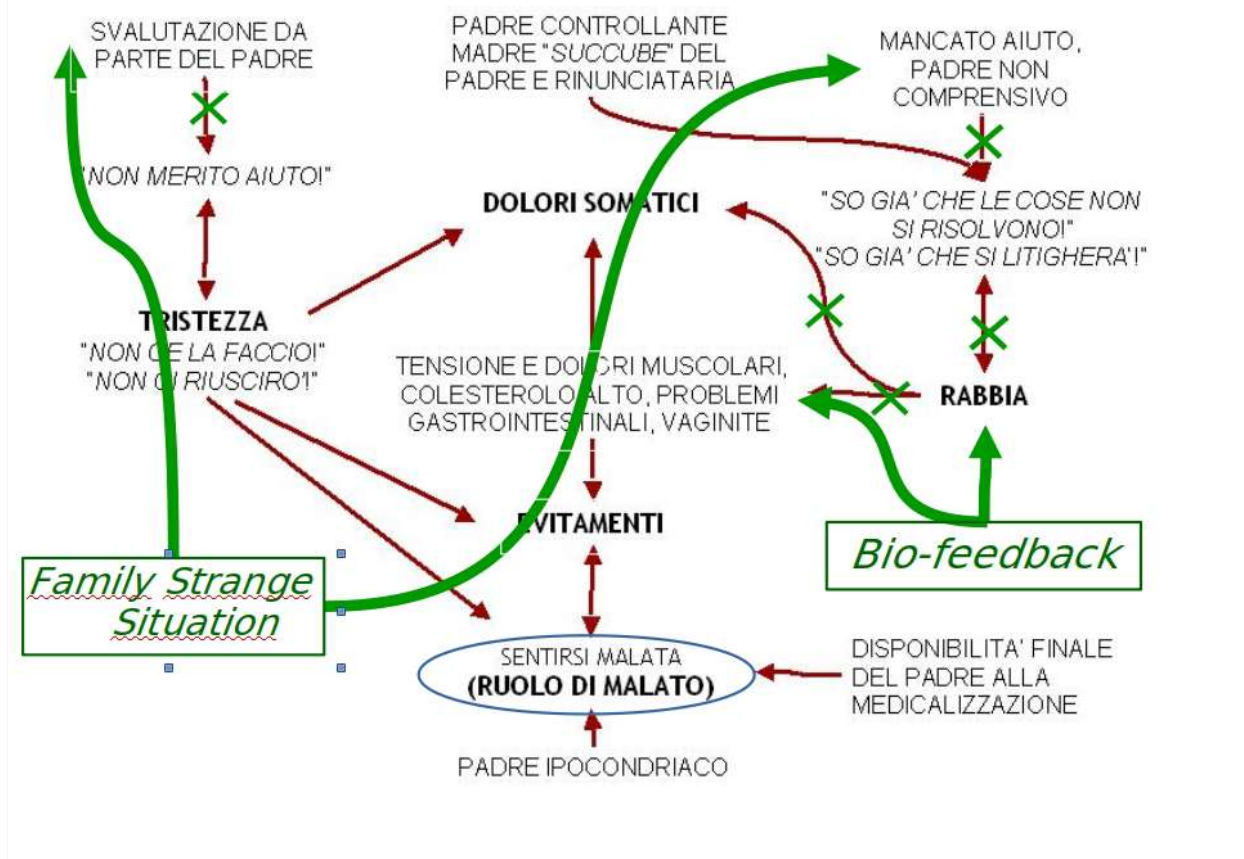 SVALUTAZIONE DA
PARTE DEL PADRE
PADRE CONTROLLANTE
MADRE "SUCCUBE" DEL
PADRE E RINUNCIATARIA
MANCATO AIUTO,
PADRE NON
COMPRENSIVO
"NON MERITO AIUTO!"
DOLORI SOMATICI
"SO GIA' CHE LE COSE NON
SI RISOLVONO!"
"SO GIA' CHE SI LITIGHERA'!"
TRISTEZZA
"NON CE LA FACCIO!"
"NON CI RIUSCIRO'!"
TENSIONE E DOLORI MUSCOLARI,
COLESTEROLO ALTO, PROBLEMI
GASTROINTESTINALI, VAGINITE
RABBIA
EVITAMENTI
Bio-feedback
Family Strange
Situation
SENTIRSI MALATA
(RUOLO DI MALATO)
DISPONIBILITA' FINALE
DEL PADRE ALLA
MEDICALIZZAZIONE
PADRE IPOCONDRIACO